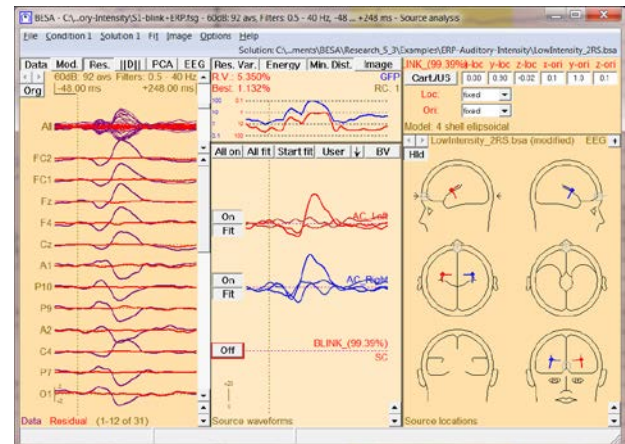 BESA - C:\...ory-Intensity\S1-blink+ERP.fsg - 60dB: 92 avs, Filters: 0.5 - 40 Hz, -48 ... +248 ms - Source analysis
File Condition 1 Solution 1 Fit Image Options Help
Solution: C:\...ments\BESA\Research_5_3\Examples\ERP-Auditory-Intensity\LowIntensity_2RS.bsa
Data Mod. Res. ||D|| PCA EEG
60dB: 92 avs Filters: 0.5 - 40 Hz
Org -48.00 ms +248.00 ms
All
FC2
FC1
Fz
F4
Cz
A1
P10
P9
A2
C4
P7
O1
Data Residual (1-12 of 31)
Res. Var. Energy Min. Dist. Image
R.V.: 5.350% GFP
Best: 1.132% RC: 1
All on All fit Start fit User ↓ BV
On AC_Left
Fit
On AC_Right
Fit
BLINK_(99.39%)
Off SC
Source waveforms
LINK_(99.39%) x-loc y-loc z-loc x-ori y-ori z-ori
Cart./US 0.00 0.90 -0.02 0.1 1.0 0.1
Loc: fixed
Ori: fixed
Model: 4 shell ellipsoidal
LowIntensity_2RS.bsa (modified) EEG
Hld
Source locations